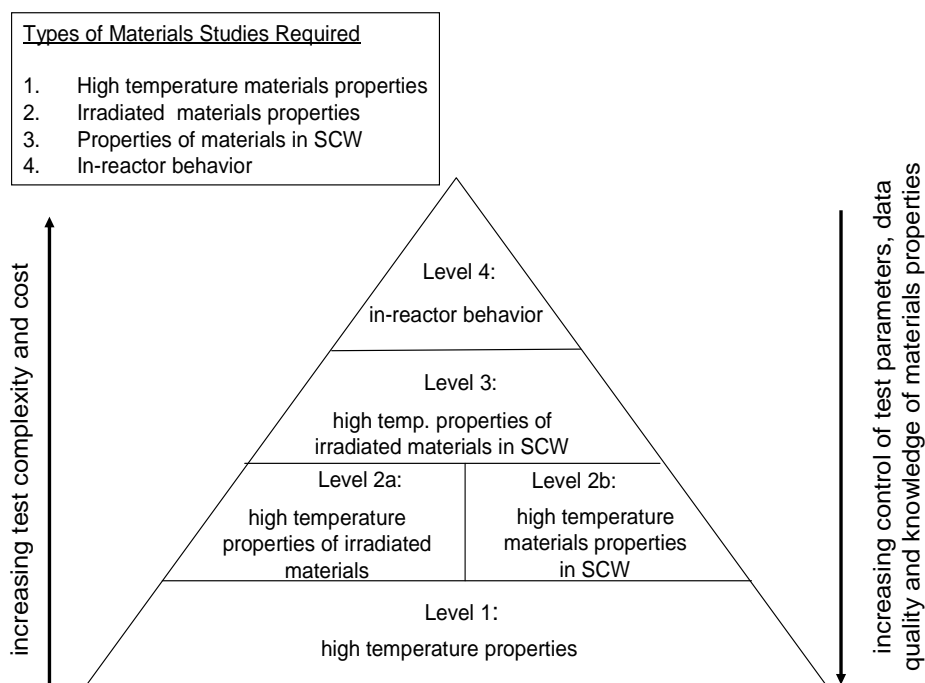 Types of Materials Studies Required
1. High temperature materials properties
2. Irradiated materials properties
3. Properties of materials in SCW
4. In-reactor behavior
increasing test complexity and cost
Level 4:
in-reactor behavior
Level 3:
high temp. properties of
irradiated materials in SCW
Level 2a:
high temperature
properties of irradiated
materials
Level 2b:
high temperature
materials properties
in SCW
Level 1:
high temperature properties
increasing control of test parameters, data
quality and knowledge of materials properties